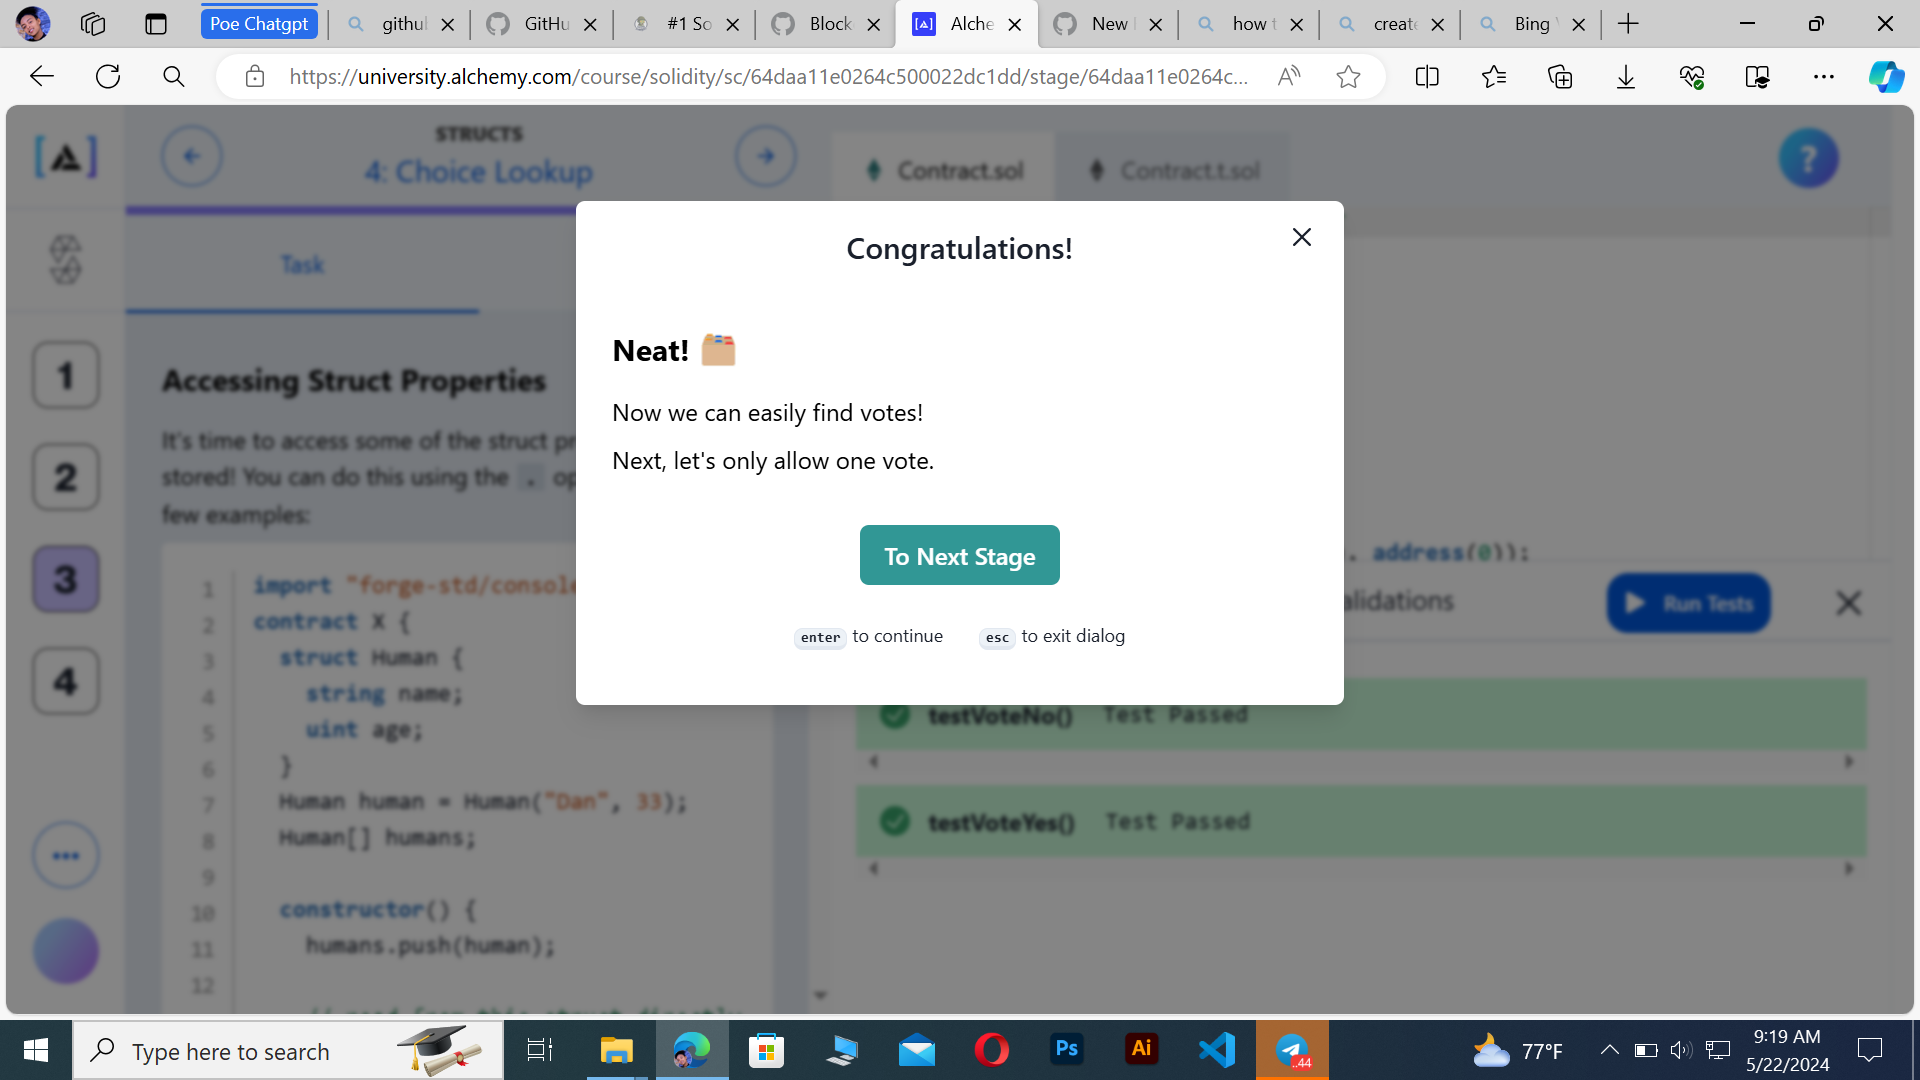 Poe Chatgpt
githu
GitHu
#1 So
Block
Alche
New
how t
create
Bing
https://university.alchemy.com/course/solidity/sc/64daa11e0264c500022dc1dd/stage/64daa11e0264c...
STRUCTS
4: Choice Lookup
Contract.sol
Contract.t.sol
?
Task
1
2
3
4
Accessing Struct Properties
It's time to access some of the struct pr
stored! You can do this using the . op
few examples:
1 import "forge-std/console
2 contract X {
3 struct Human {
4 string name;
5 uint age;
6 }
7 Human human = Human("Dan", 33);
8 Human[] humans;
9
10 constructor() {
11 humans.push(human);
12
Congratulations!
Neat!
Now we can easily find votes!
Next, let's only allow one vote.
To Next Stage
enter to continue esc to exit dialog
, address(0));
alidations
Run Tests
testVoteNo() Test Passed
testVoteYes() Test Passed
Type here to search
Ps
Ai
..44
77°F
9:19 AM
5/22/2024